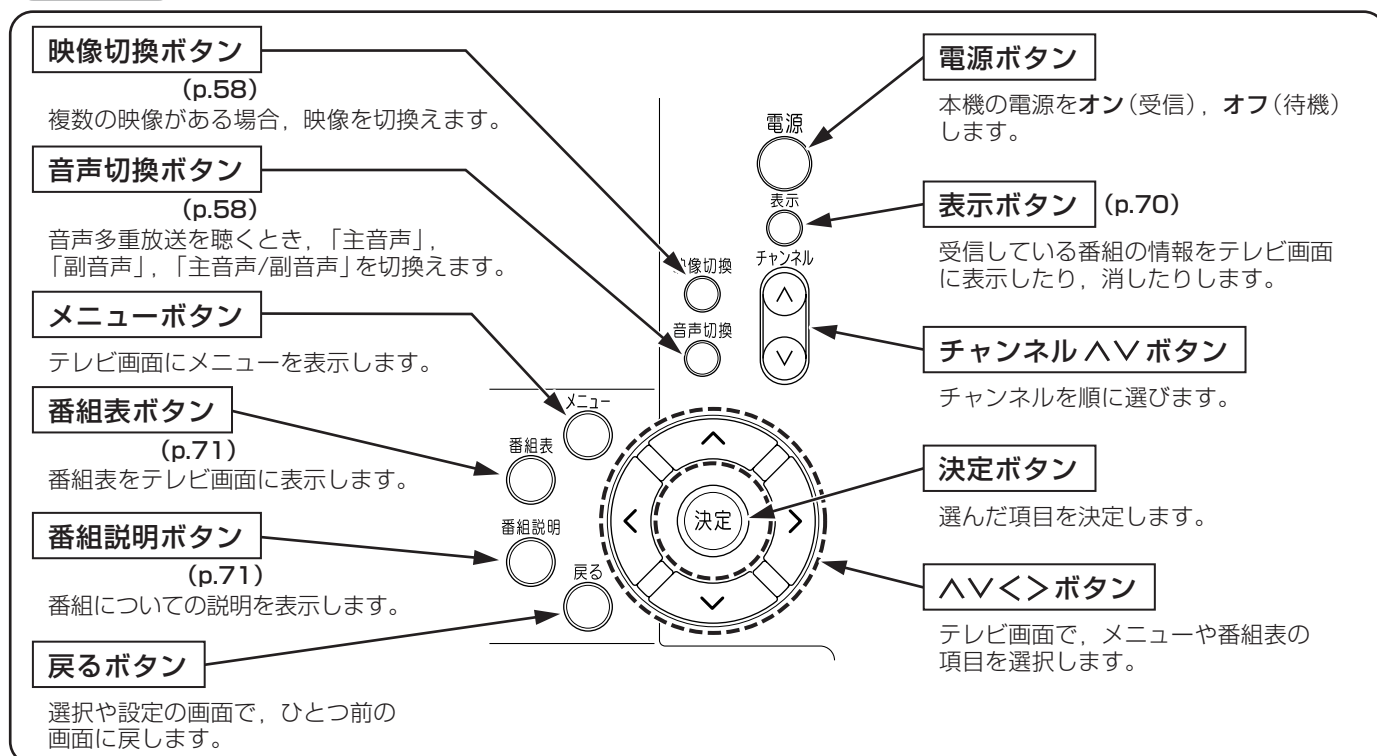 映像切換ボタン
(p.58)
複数の映像がある場合，映像を切換えます。
音声切換ボタン
(p.58)
音声多重放送を聴くとき，「主音声」，
「副音声」，「主音声/副音声」を切換えます。
メニューボタン
テレビ画面にメニューを表示します。
番組表ボタン
(p.71)
番組表をテレビ画面に表示します。
番組説明ボタン
(p.71)
番組についての説明を表示します。
戻るボタン
選択や設定の画面で，ひとつ前の
画面に戻します。
電源
表示
チャンネル
映像切換
∧
音声切換
∨
メニュー
番組表
∧
番組説明
＜
決定
＞
戻る
∨
電源ボタン
本機の電源をオン（受信），オフ（待機）
します。
表示ボタン (p.70)
受信している番組の情報をテレビ画面
に表示したり，消したりします。
チャンネル∧∨ボタン
チャンネルを順に選びます。
決定ボタン
選んだ項目を決定します。
∧∨＜＞ボタン
テレビ画面で，メニューや番組表の
項目を選択します。